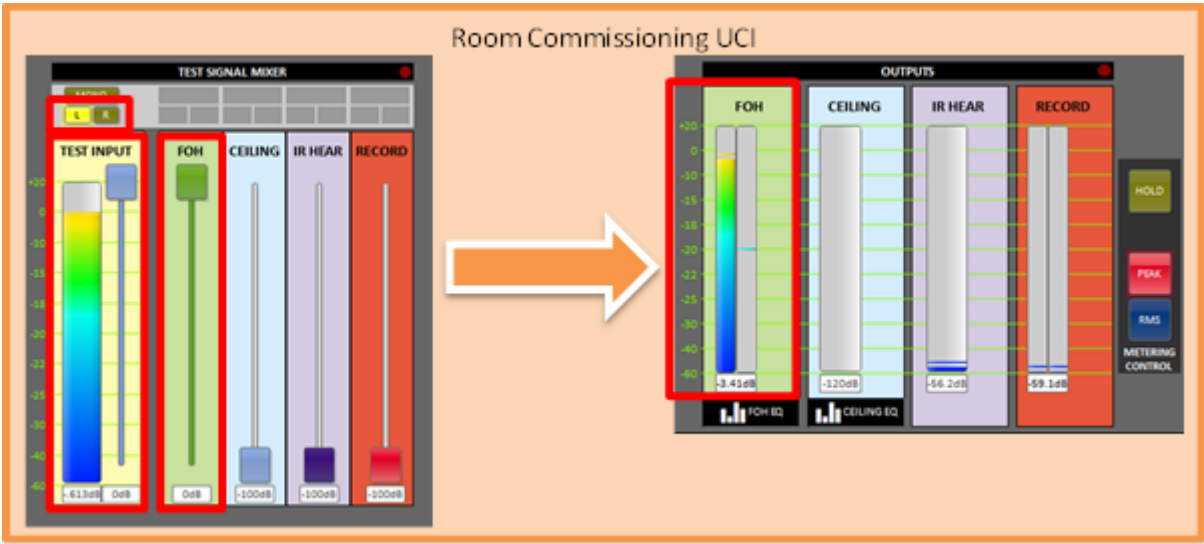 Room Commissioning UCI
TEST SIGNAL MIXER
MONO
L R
TEST INPUT FOH CEILING IR HEAR RECORD
+20
0
-10
-15
-18
-20
-22
-25
-30
-40
-60
-.613dB 0dB 0dB -100dB -100dB -100dB
OUTPUTS
FOH CEILING IR HEAR RECORD
+20
0
-10
-15
-18
-20
-22
-25
-30
-40
-60
-3.41dB -120dB -56.2dB -59.1dB
FOH EQ CEILING EQ
HOLD
PEAK
RMS
METERING
CONTROL